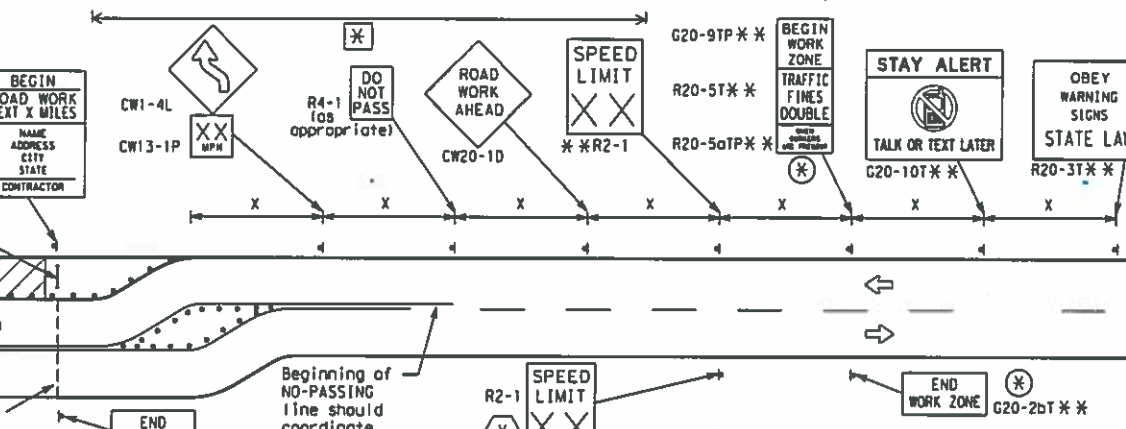 BEGIN
ROAD WORK
NEXT X MILES
NAME
ADDRESS
CITY
STATE
CONTRACTOR
CW1-4L
XX
MPH
CW13-1P
*
R4-1
(as
appropriate)
DO
NOT
PASS
ROAD
WORK
AHEAD
CW20-1D
SPEED
LIMIT
XX
* *R2-1
G20-9TP* *
BEGIN
WORK
ZONE
R20-5T* *
TRAFFIC
FINES
DOUBLE
R20-5aTP* *
*
STAY ALERT
TALK OR TEXT LATER
G20-10T* *
OBEY
WARNING
SIGNS
STATE LA
R20-3T* *
X X X X X X X
Beginning of
NO-PASSING
line should
coordinate
R2-1
SPEED
LIMIT
XX
*
END
WORK ZONE
*
G20-2bT* *
END